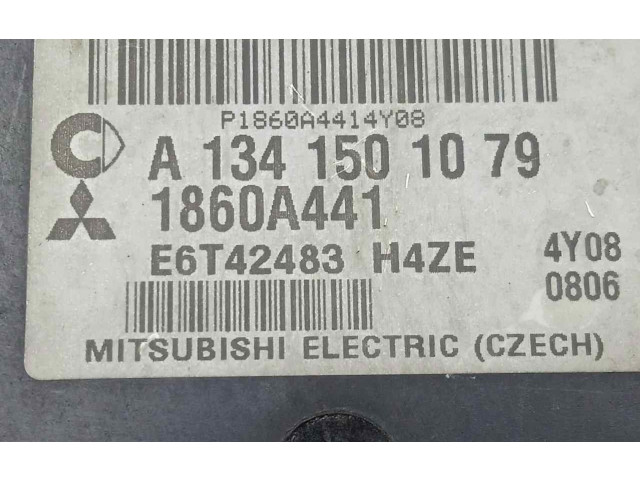 P1860A4414Y08
A 134 150 10 79
1860A441
E6T42483 H4ZE
4Y08
0806
MITSUBISHI ELECTRIC (CZECH)